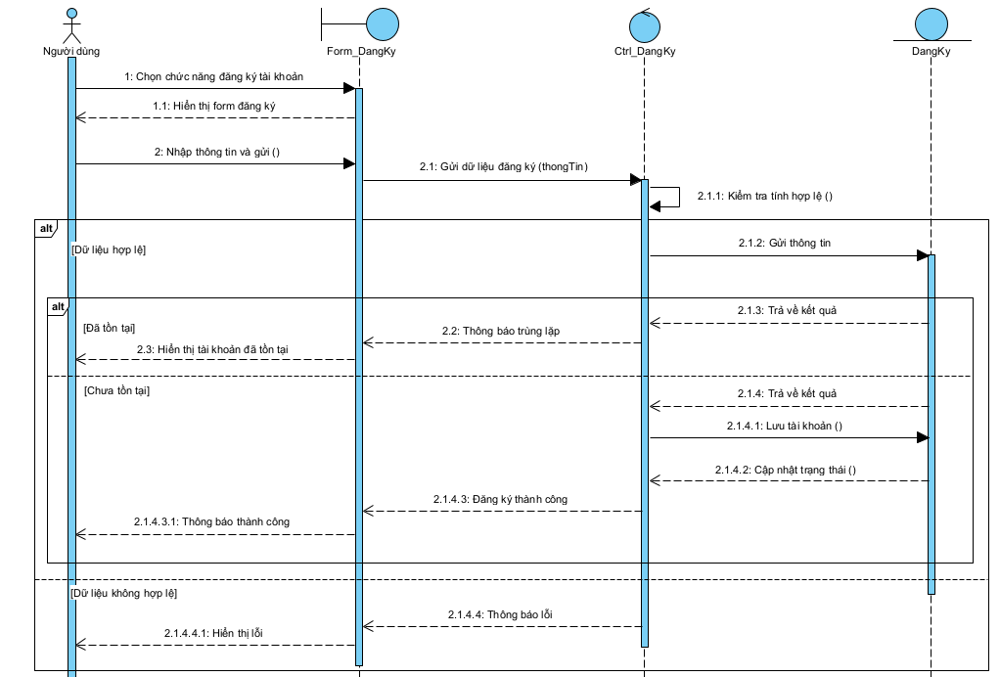 Người dùng
Form_DangKy
Ctrl_DangKy
DangKy
1: Chọn chức năng đăng ký tài khoản
1.1: Hiển thị form đăng ký
2: Nhập thông tin và gửi ()
2.1: Gửi dữ liệu đăng ký (thongTin)
2.1.1: Kiểm tra tính hợp lệ ()
alt
[Dữ liệu hợp lệ]
2.1.2: Gửi thông tin
alt
[Đã tồn tại]
2.1.3: Trả về kết quả
2.2: Thông báo trùng lặp
2.3: Hiển thị tài khoản đã tồn tại
[Chưa tồn tại]
2.1.4: Trả về kết quả
2.1.4.1: Lưu tài khoản ()
2.1.4.2: Cập nhật trạng thái ()
2.1.4.3: Đăng ký thành công
2.1.4.3.1: Thông báo thành công
[Dữ liệu không hợp lệ]
2.1.4.4: Thông báo lỗi
2.1.4.4.1: Hiển thị lỗi